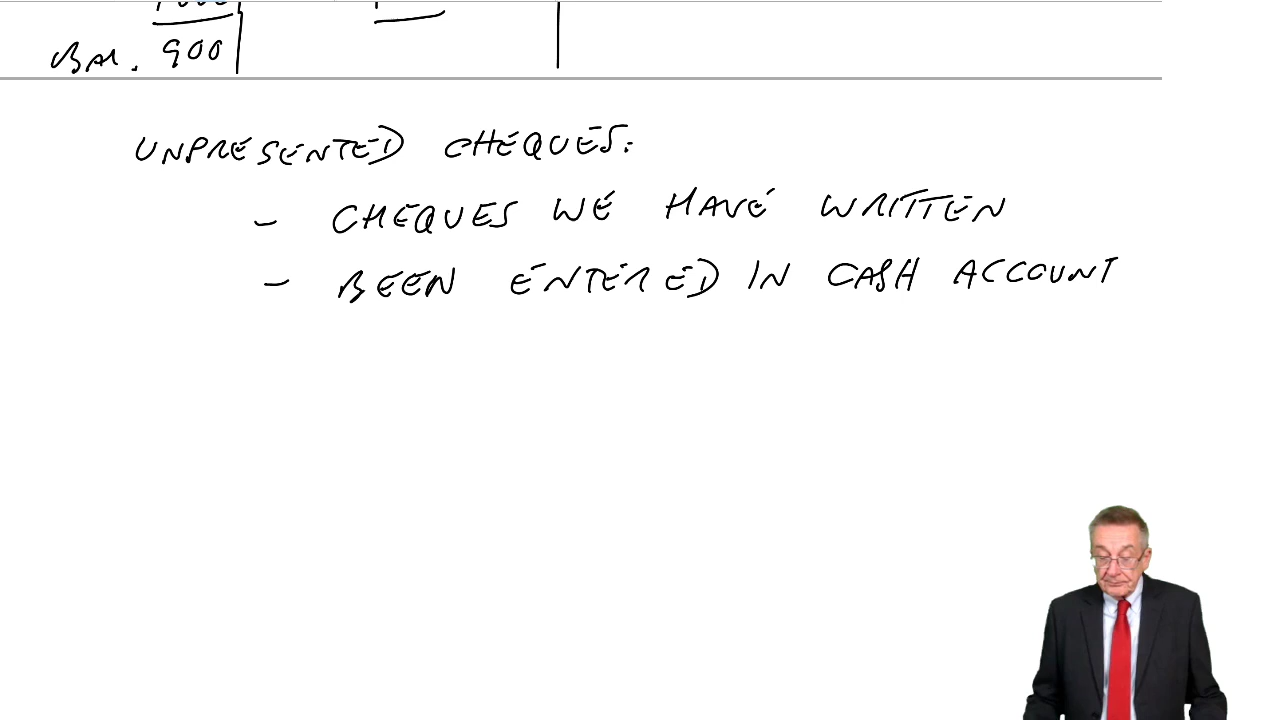 Bal. 900
UNPRESENTED CHEQUES:
- CHEQUES WE HAVE WRITTEN
- BEEN ENTERED IN CASH ACCOUNT